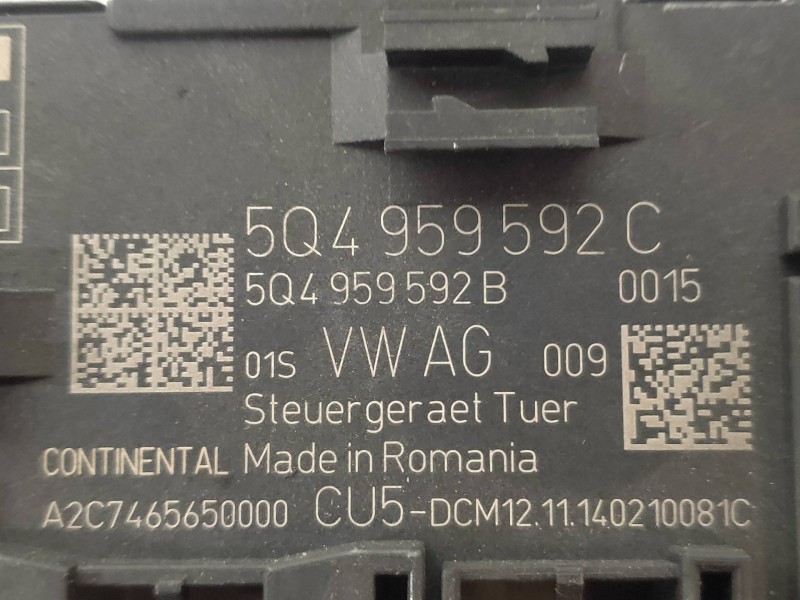 5Q4 959 592 C
5Q4 959 592 B 0015
01S VW AG 009
Steuergeraet Tuer
CONTINENTAL Made in Romania
A2C7465650000 CU5-DCM12.11.140210081C